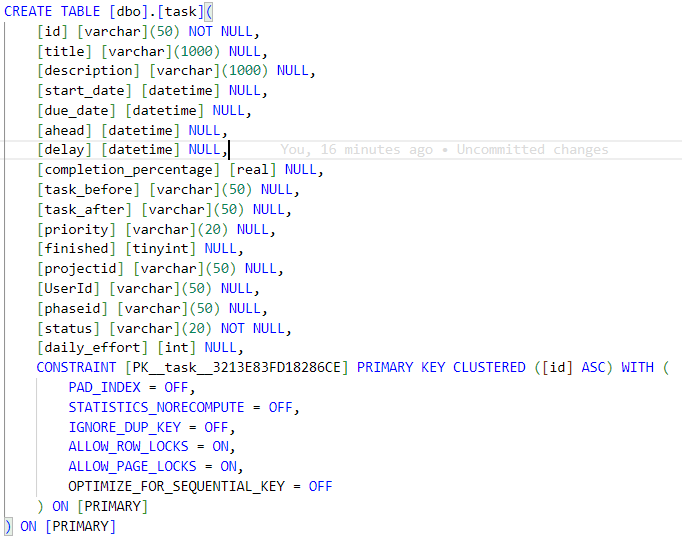 CREATE TABLE [dbo].[task](
[id] [varchar](50) NOT NULL,
[title] [varchar](1000) NULL,
[description] [varchar](1000) NULL,
[start_date] [datetime] NULL,
[due_date] [datetime] NULL,
[ahead] [datetime] NULL,
[delay] [datetime] NULL, You, 16 minutes ago • Uncommitted changes
[completion_percentage] [real] NULL,
[task_before] [varchar](50) NULL,
[task_after] [varchar](50) NULL,
[priority] [varchar](20) NULL,
[finished] [tinyint] NULL,
[projectid] [varchar](50) NULL,
[UserId] [varchar](50) NULL,
[phaseid] [varchar](50) NULL,
[status] [varchar](20) NOT NULL,
[daily_effort] [int] NULL,
CONSTRAINT [PK__task__3213E83FD18286CE] PRIMARY KEY CLUSTERED ([id] ASC) WITH (
PAD_INDEX = OFF,
STATISTICS_NORECOMPUTE = OFF,
IGNORE_DUP_KEY = OFF,
ALLOW_ROW_LOCKS = ON,
ALLOW_PAGE_LOCKS = ON,
OPTIMIZE_FOR_SEQUENTIAL_KEY = OFF
) ON [PRIMARY]
) ON [PRIMARY]